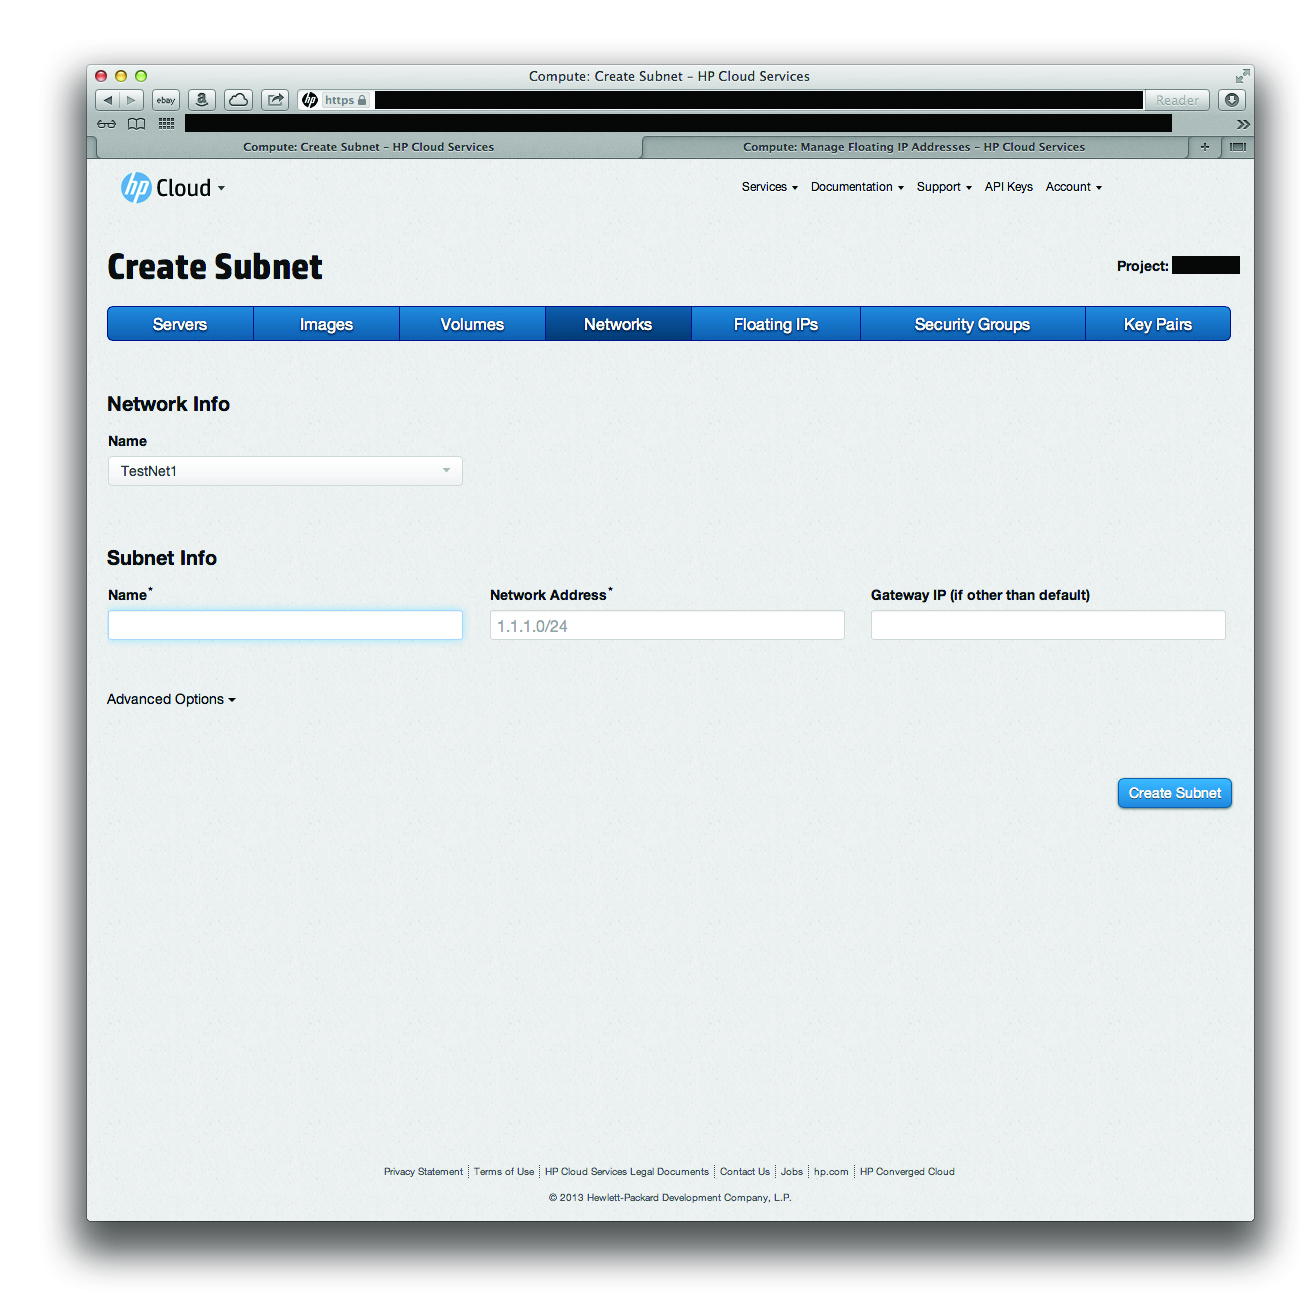 Compute: Create Subnet – HP Cloud Services
ebay a hp https Reader
Compute: Create Subnet – HP Cloud Services Compute: Manage Floating IP Addresses – HP Cloud Services +
hp Cloud Services Documentation Support API Keys Account
Create Subnet Project:
Servers Images Volumes Networks Floating IPs Security Groups Key Pairs
Network Info
Name
TestNet1
Subnet Info
Name* Network Address* Gateway IP (if other than default)
1.1.1.0/24
Advanced Options
Create Subnet
Privacy Statement Terms of Use HP Cloud Services Legal Documents Contact Us Jobs hp.com HP Converged Cloud
© 2013 Hewlett-Packard Development Company, L.P.